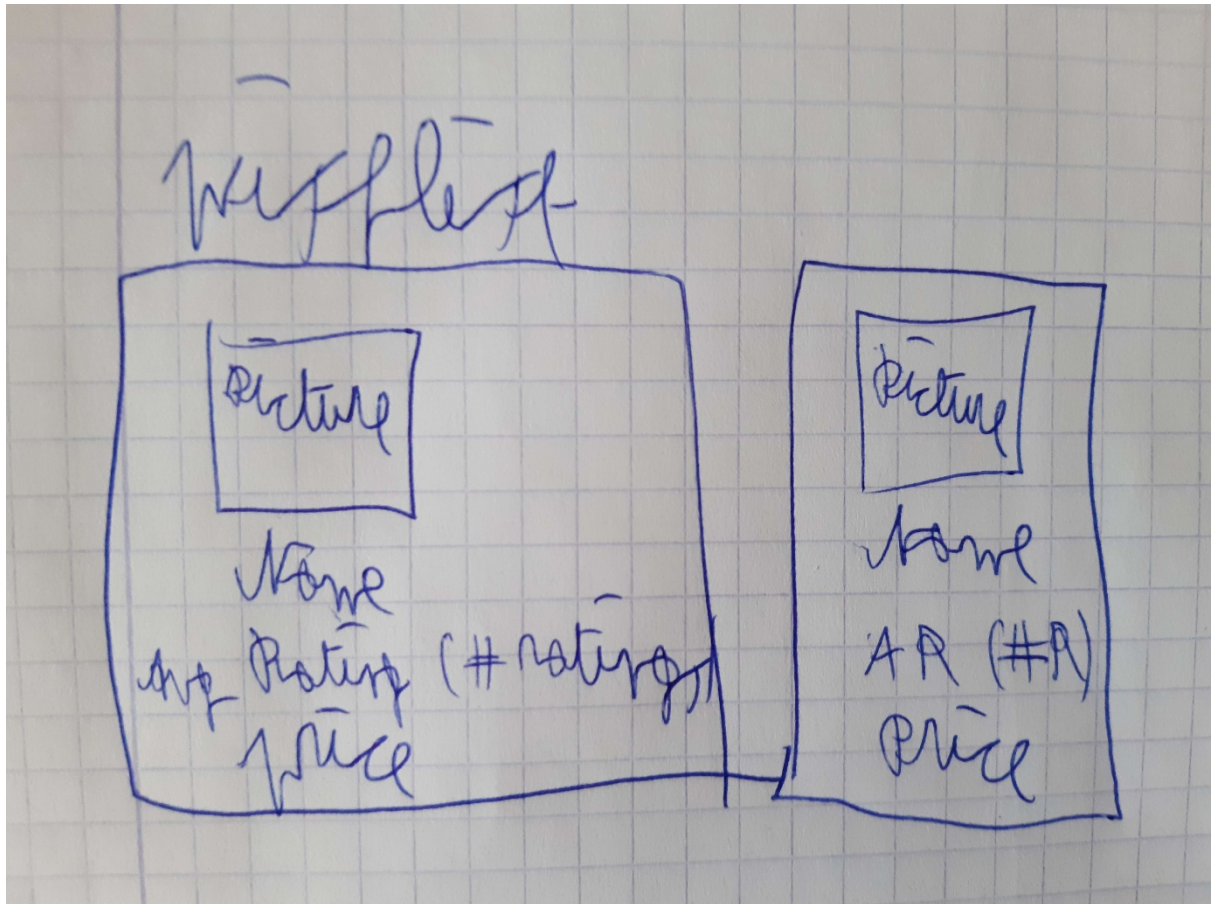 Wishlist
Picture
Name
Avg Rating (# ratings)
price
Picture
Name
AR (#R)
Price